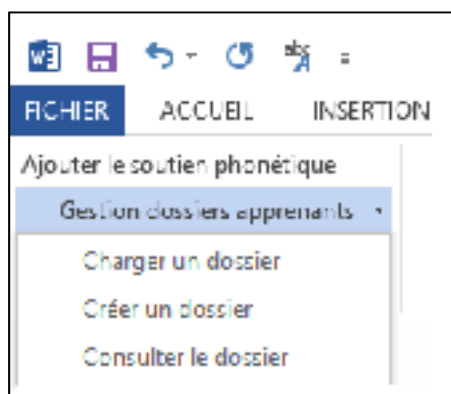 FICHIER ACCUEIL INSERTION
Ajouter le soutien phonétique
Gestion dossiers apprenants
Charger un dossier
Créer un dossier
Consulter le dossier